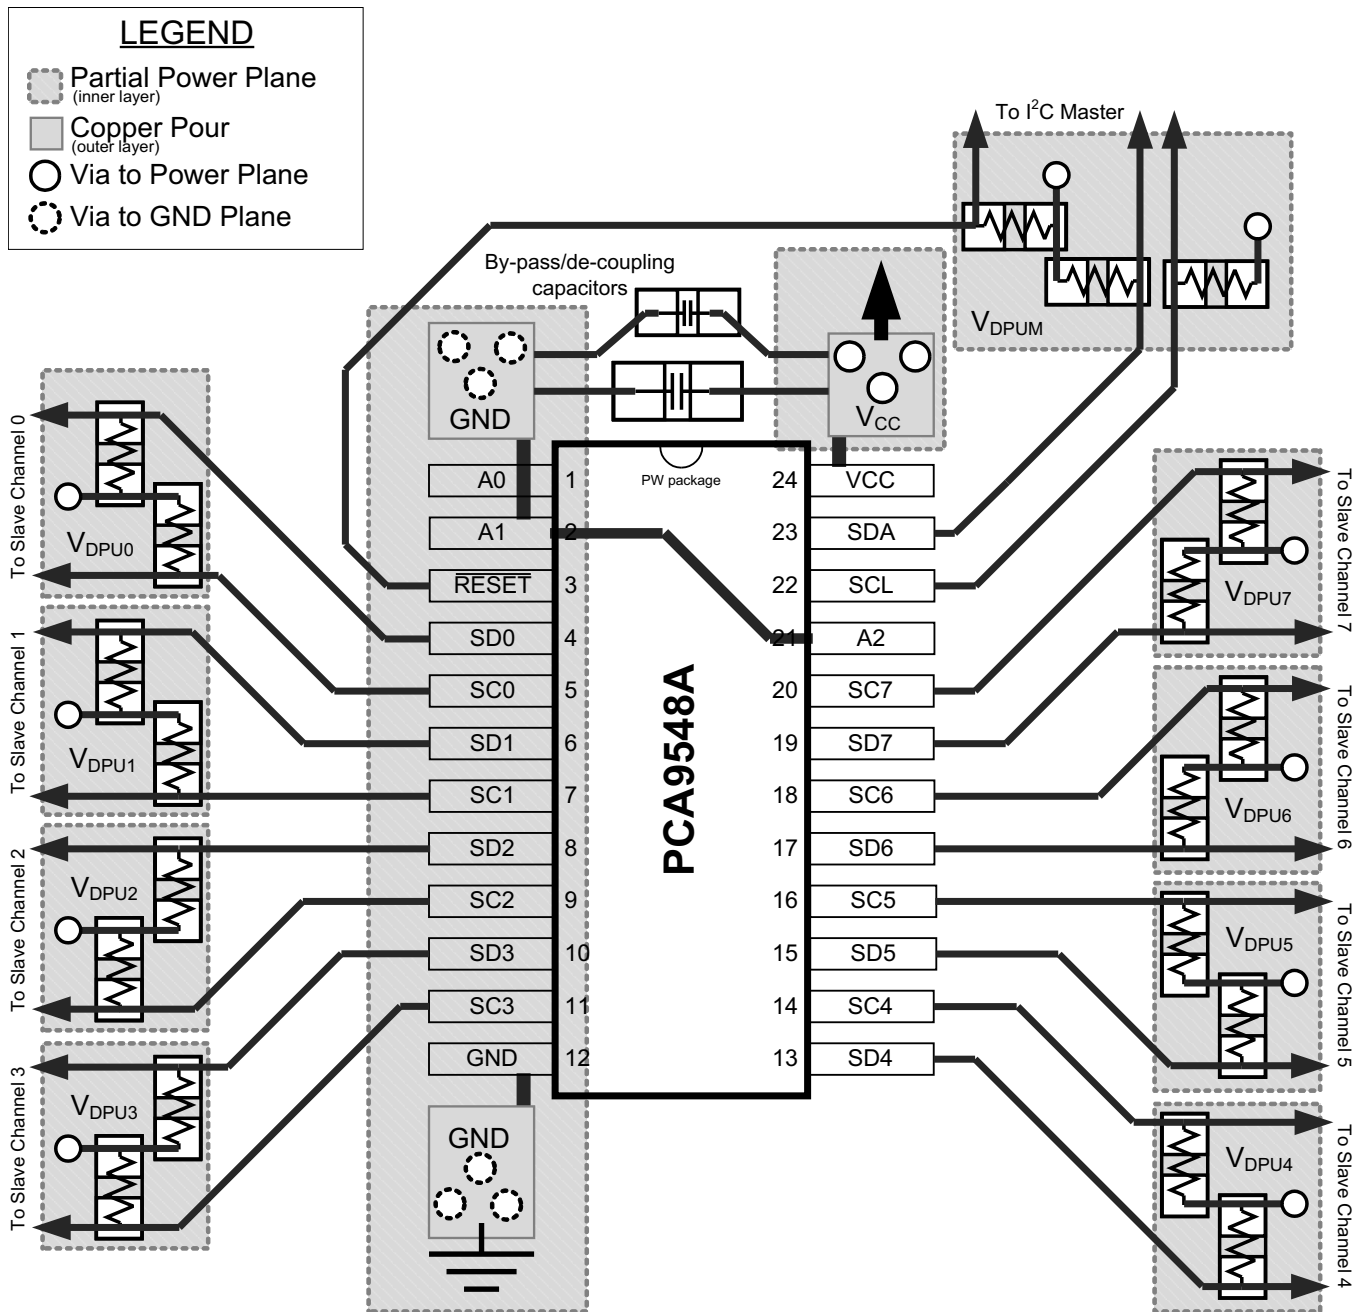 LEGEND
Partial Power Plane
(inner layer)
Copper Pour
(outer layer)
Via to Power Plane
Via to GND Plane
To I²C Master
By-pass/de-coupling
capacitors
V_DPUM
GND
V_CC
PW package
PCA9548A
A0 1
A1 2
RESET 3
SD0 4
SC0 5
SD1 6
SC1 7
SD2 8
SC2 9
SD3 10
SC3 11
GND 12
24 VCC
23 SDA
22 SCL
21 A2
20 SC7
19 SD7
18 SC6
17 SD6
16 SC5
15 SD5
14 SC4
13 SD4
GND
To Slave Channel 0
V_DPU0
To Slave Channel 1
V_DPU1
To Slave Channel 2
V_DPU2
To Slave Channel 3
V_DPU3
To Slave Channel 7
V_DPU7
To Slave Channel 6
V_DPU6
To Slave Channel 5
V_DPU5
To Slave Channel 4
V_DPU4